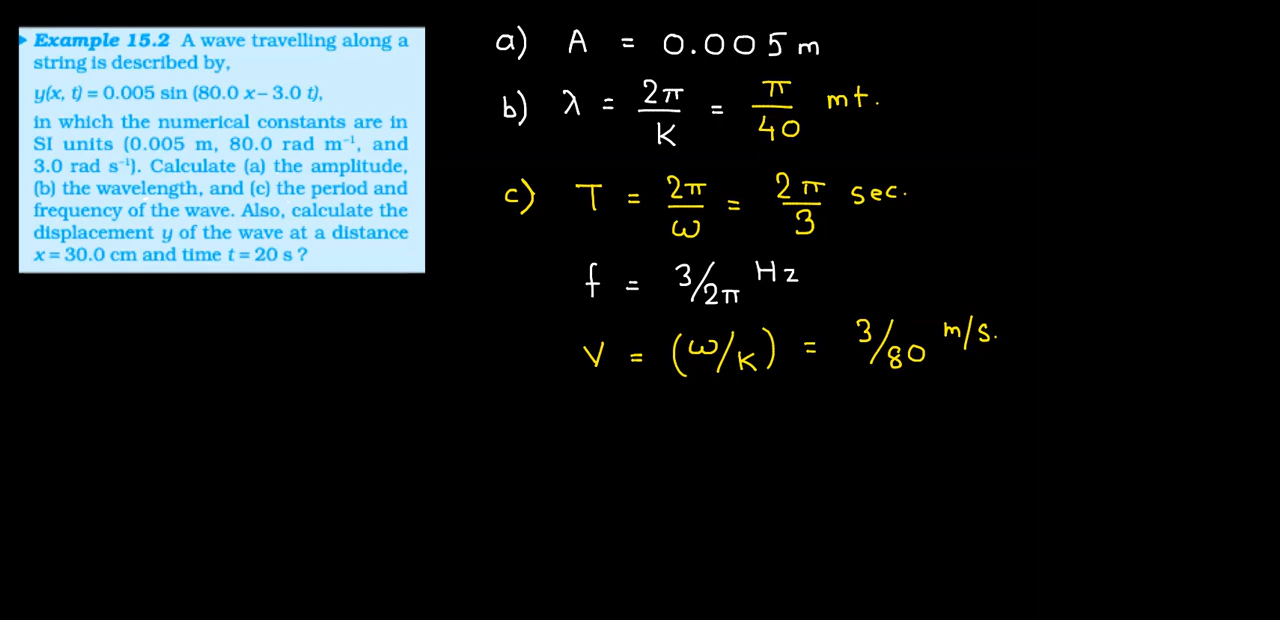 Example 15.2 A wave travelling along a
string is described by,
y(x, t) = 0.005 sin (80.0 x– 3.0 t),
in which the numerical constants are in
SI units (0.005 m, 80.0 rad m⁻¹, and
3.0 rad s⁻¹). Calculate (a) the amplitude,
(b) the wavelength, and (c) the period and
frequency of the wave. Also, calculate the
displacement y of the wave at a distance
x = 30.0 cm and time t = 20 s ?
a) A = 0.005 m
b) λ = 2π/K = π/40 mt.
c) T = 2π/ω = 2π/3 sec.
f = 3/2π Hz
V = (ω/K) = 3/80 m/s.